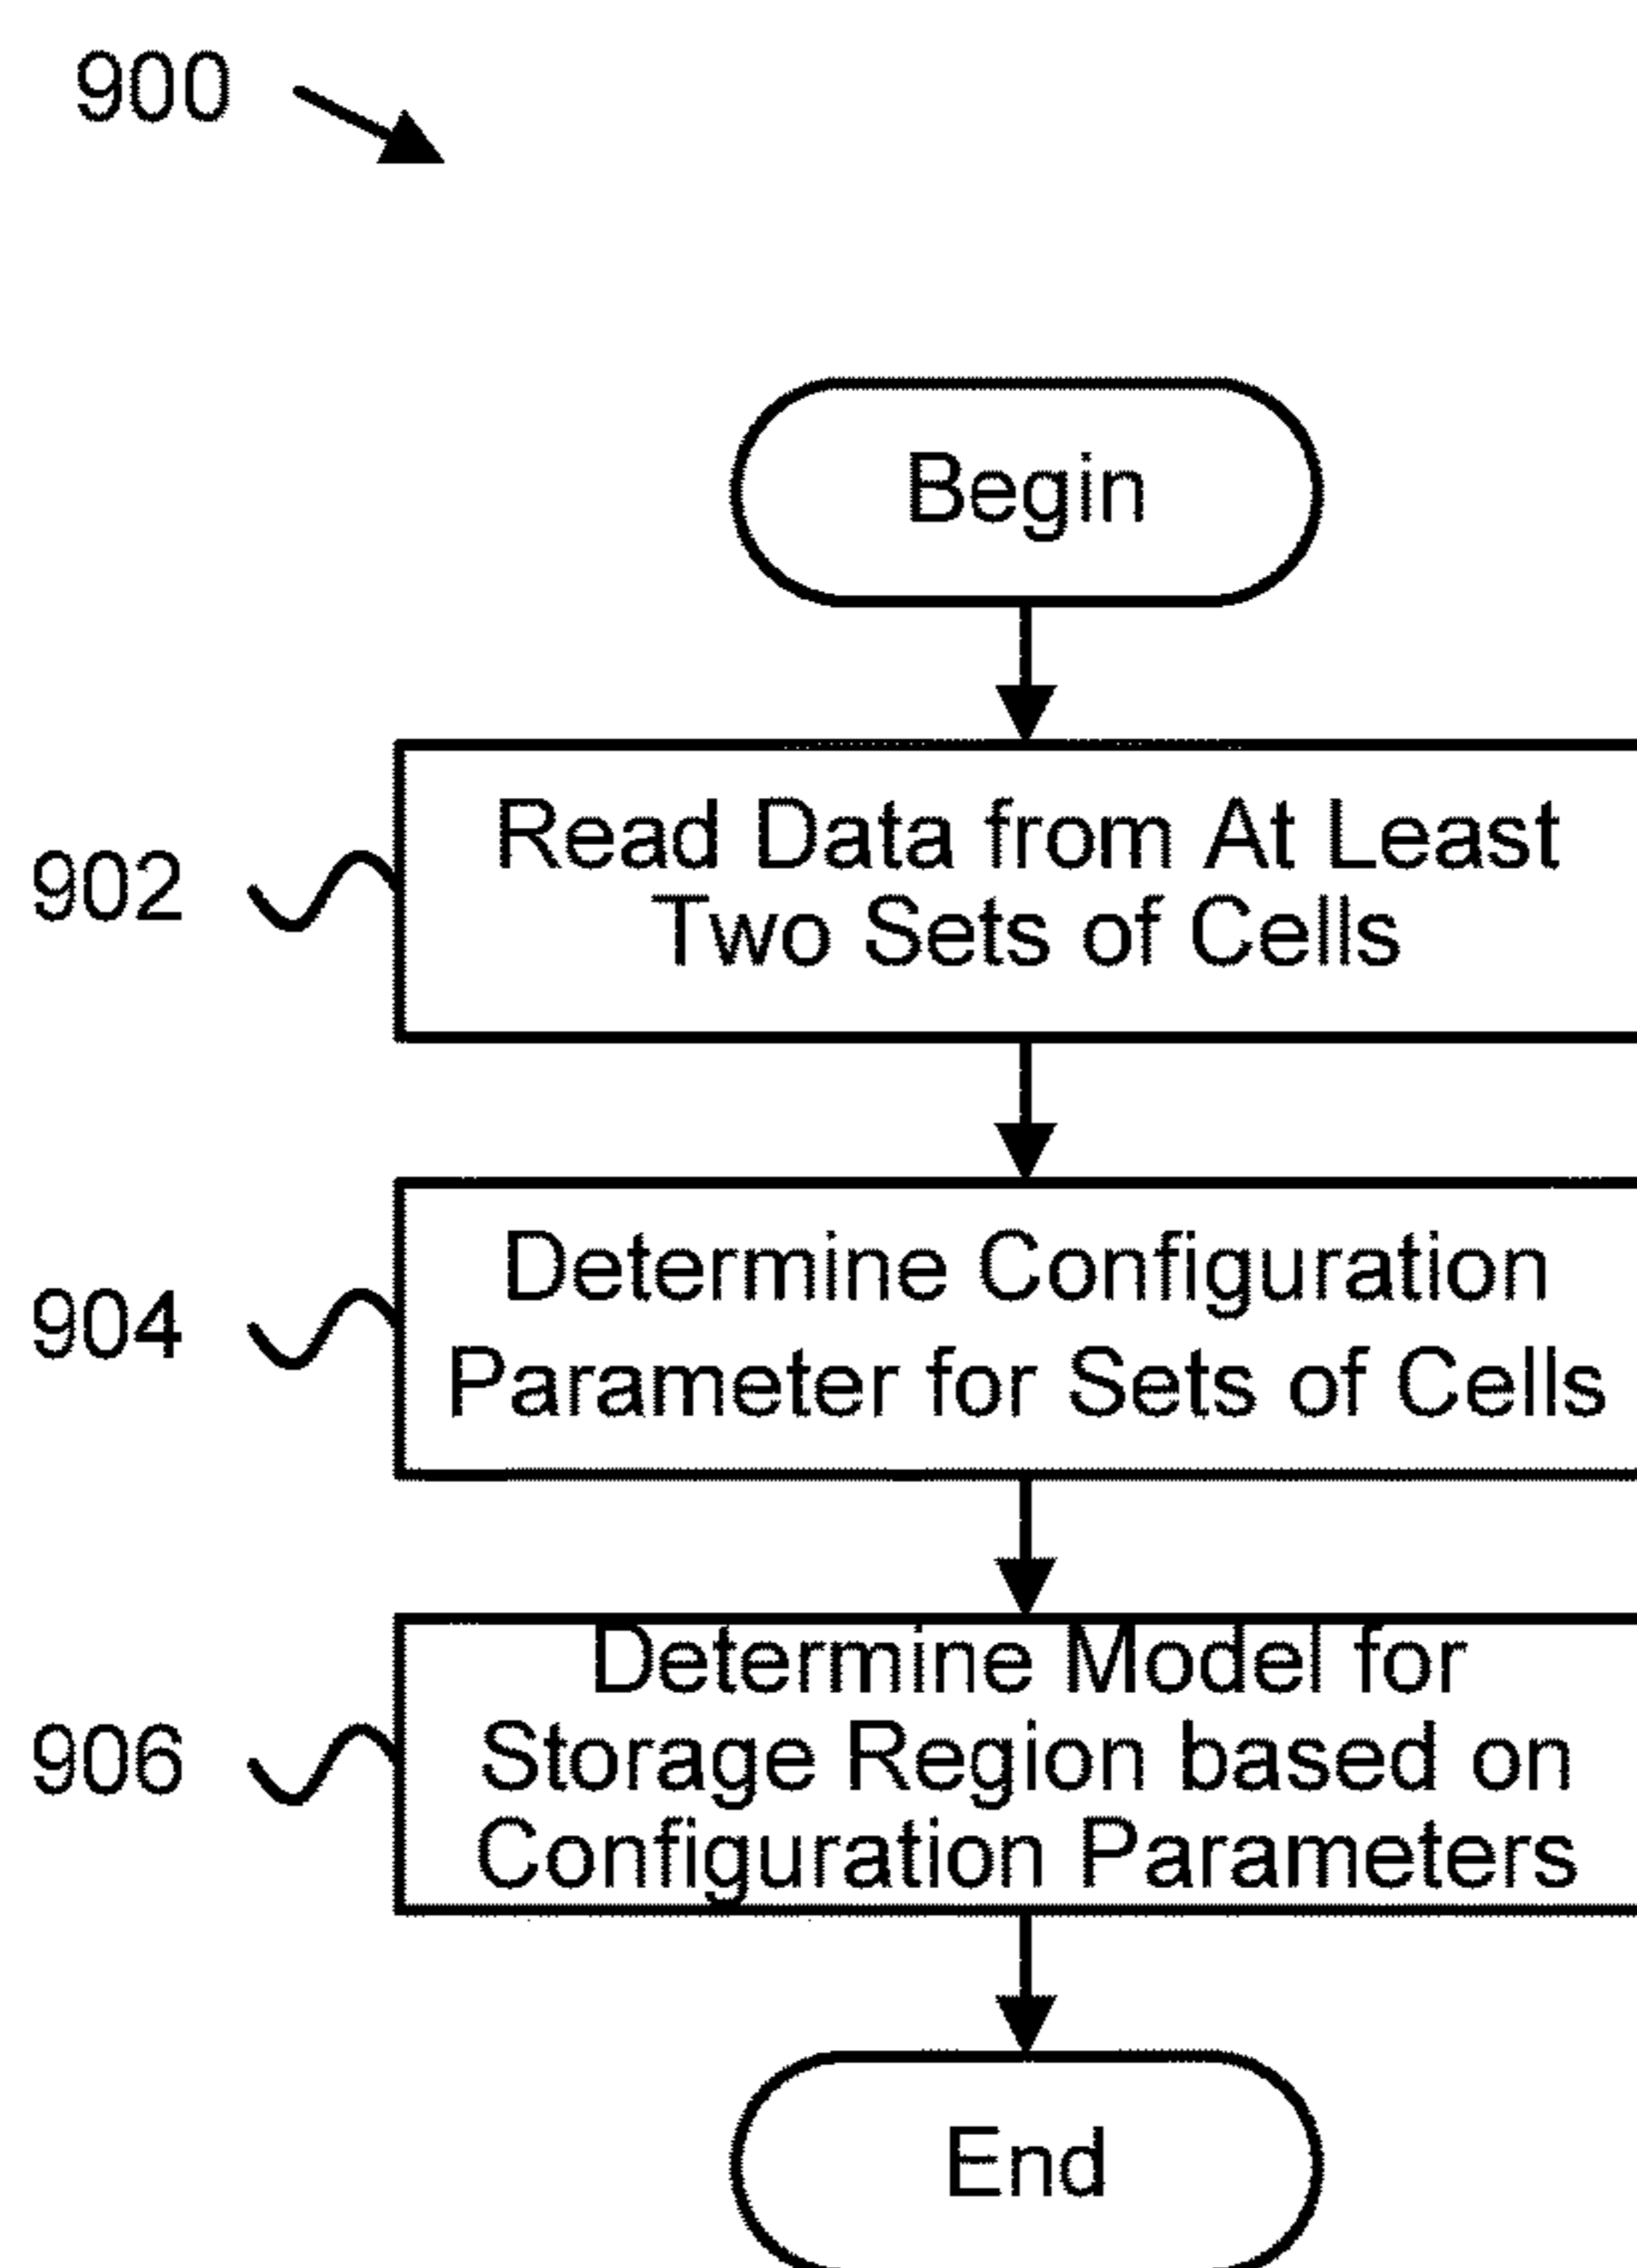 900
Begin
902
Read Data from At Least
Two Sets of Cells
904
Determine Configuration
Parameter for Sets of Cells
906
Determine Model for
Storage Region based on
Configuration Parameters
End